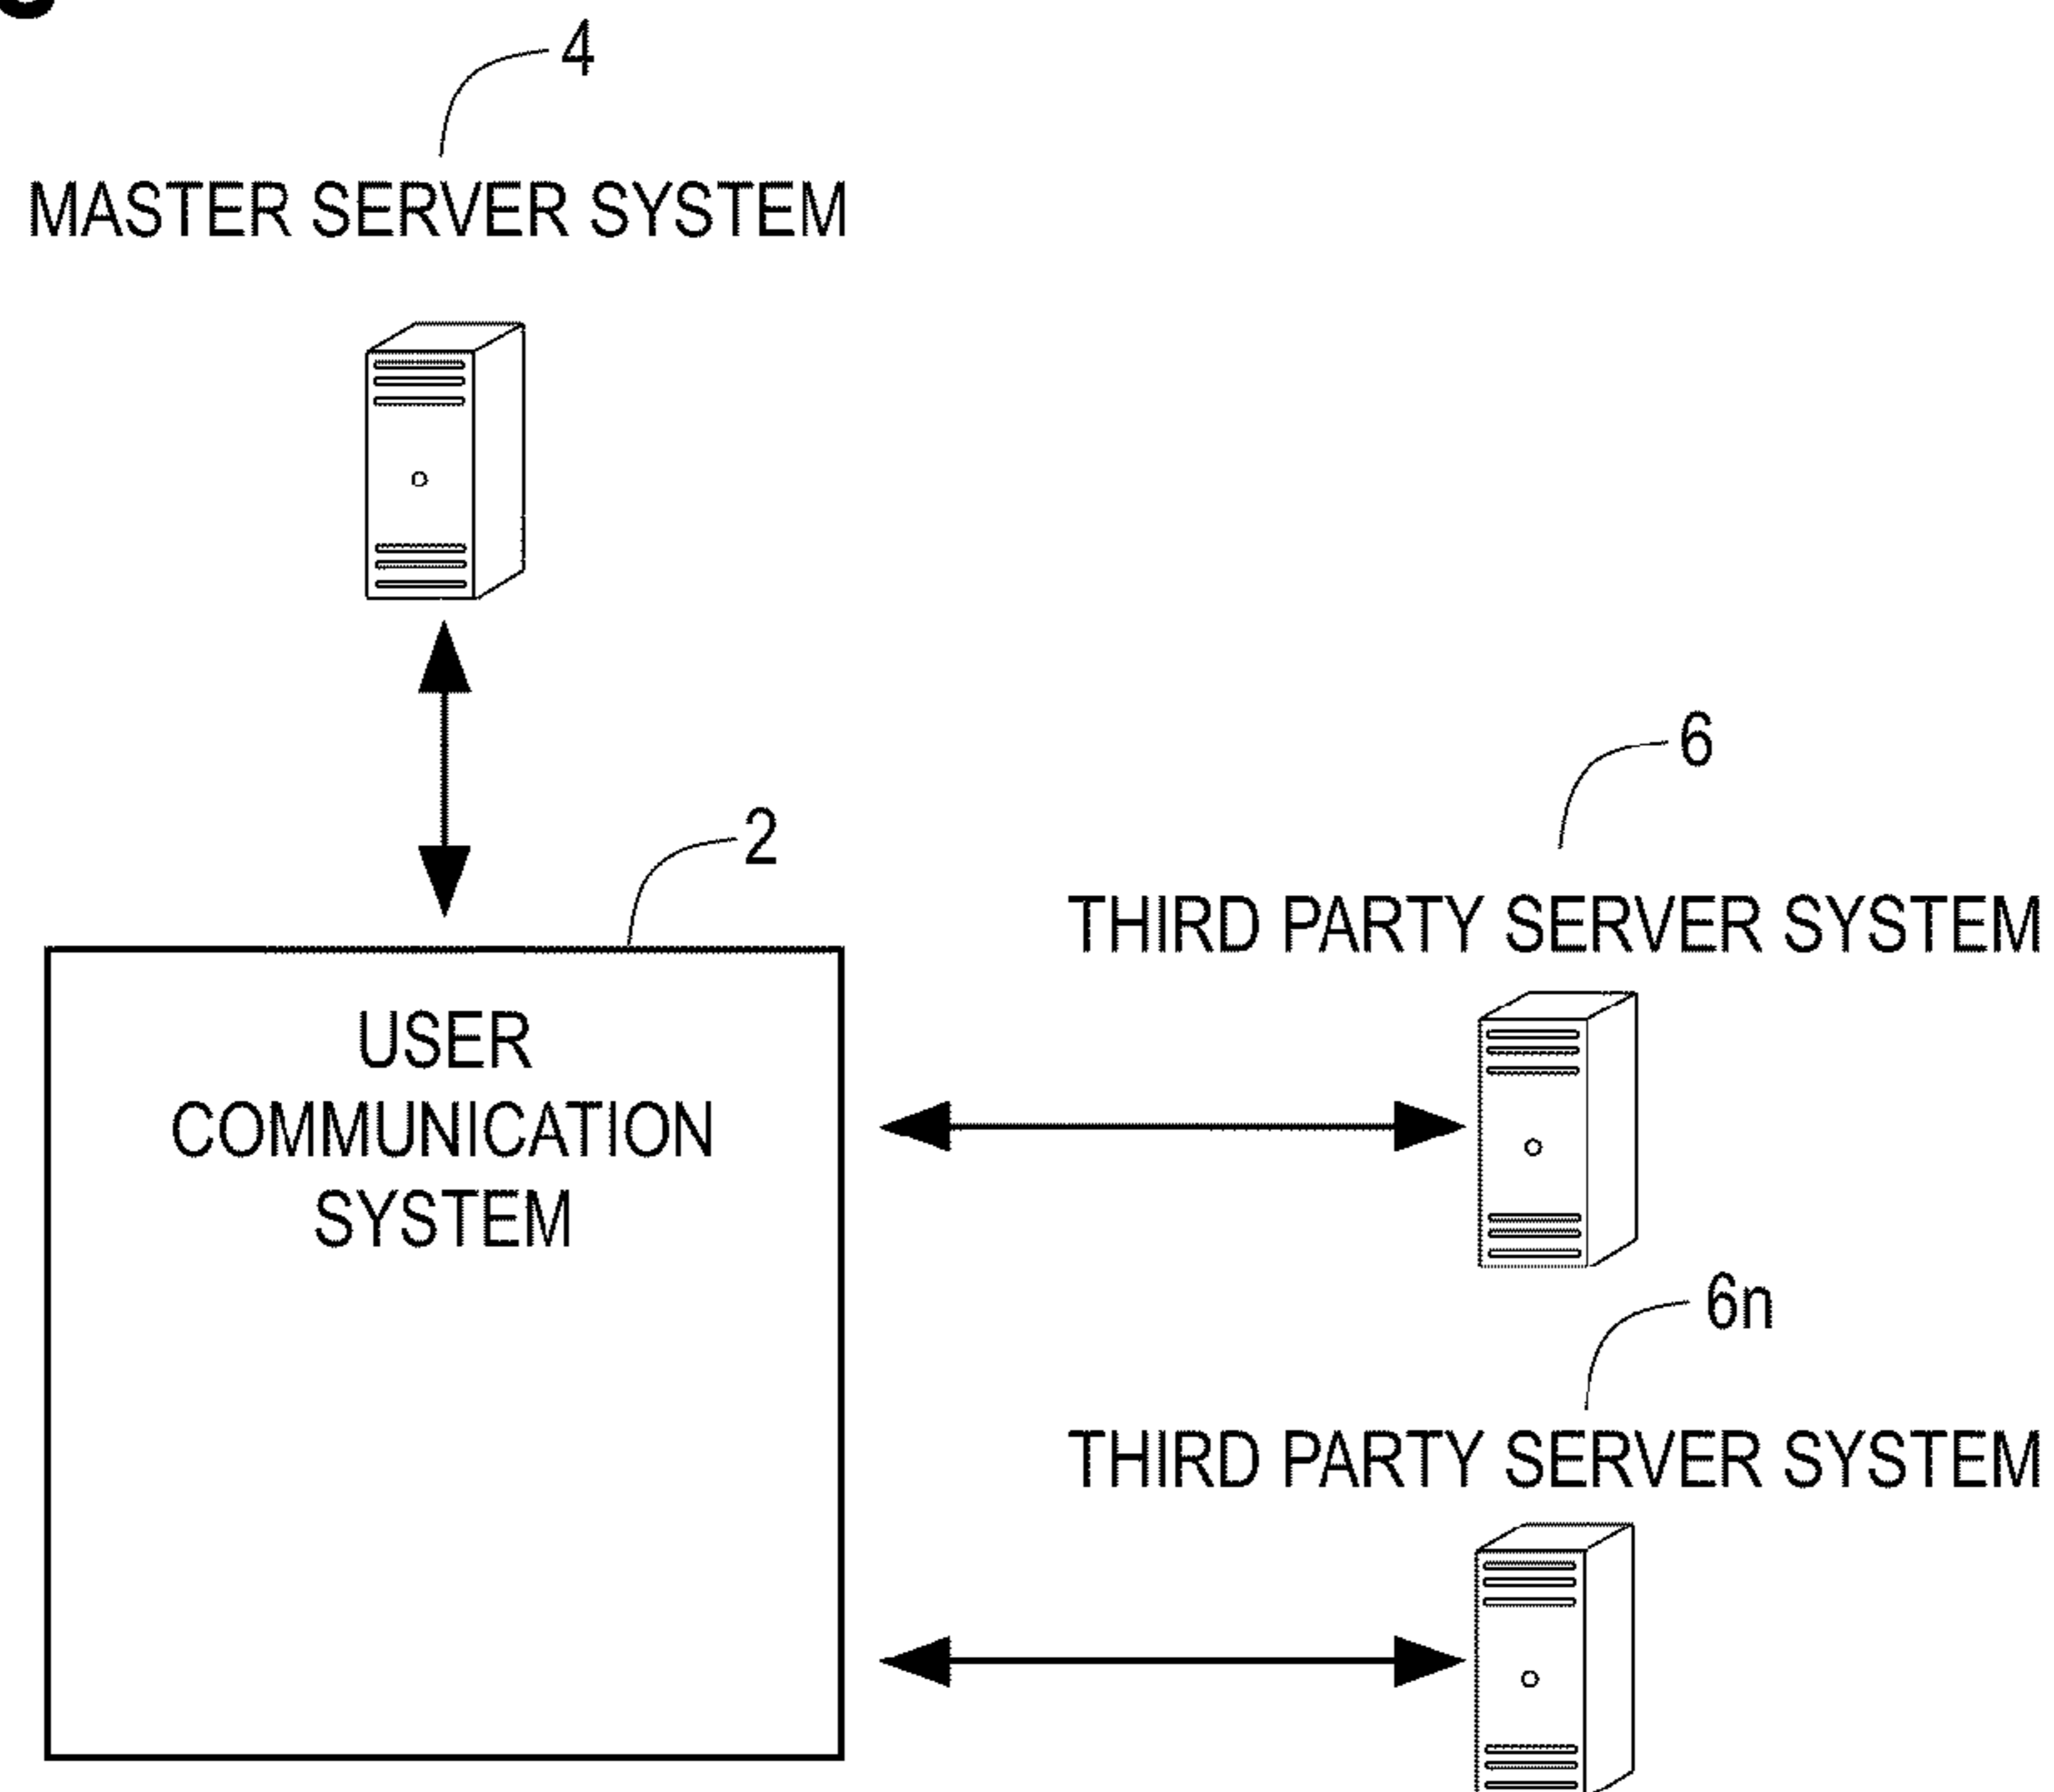 4
MASTER SERVER SYSTEM
2
USER
COMMUNICATION
SYSTEM
6
THIRD PARTY SERVER SYSTEM
6n
THIRD PARTY SERVER SYSTEM